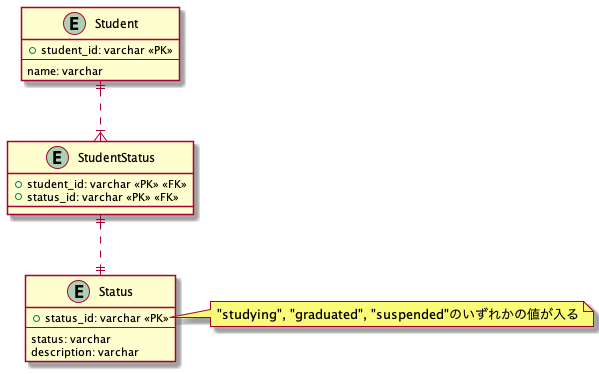 E Student
student_id: varchar «PK»
name: varchar
E StudentStatus
student_id: varchar «PK» «FK»
status_id: varchar «PK» «FK»
E Status
status_id: varchar «PK»
"studying", "graduated", "suspended"のいずれかの値が入る
status: varchar
description: varchar